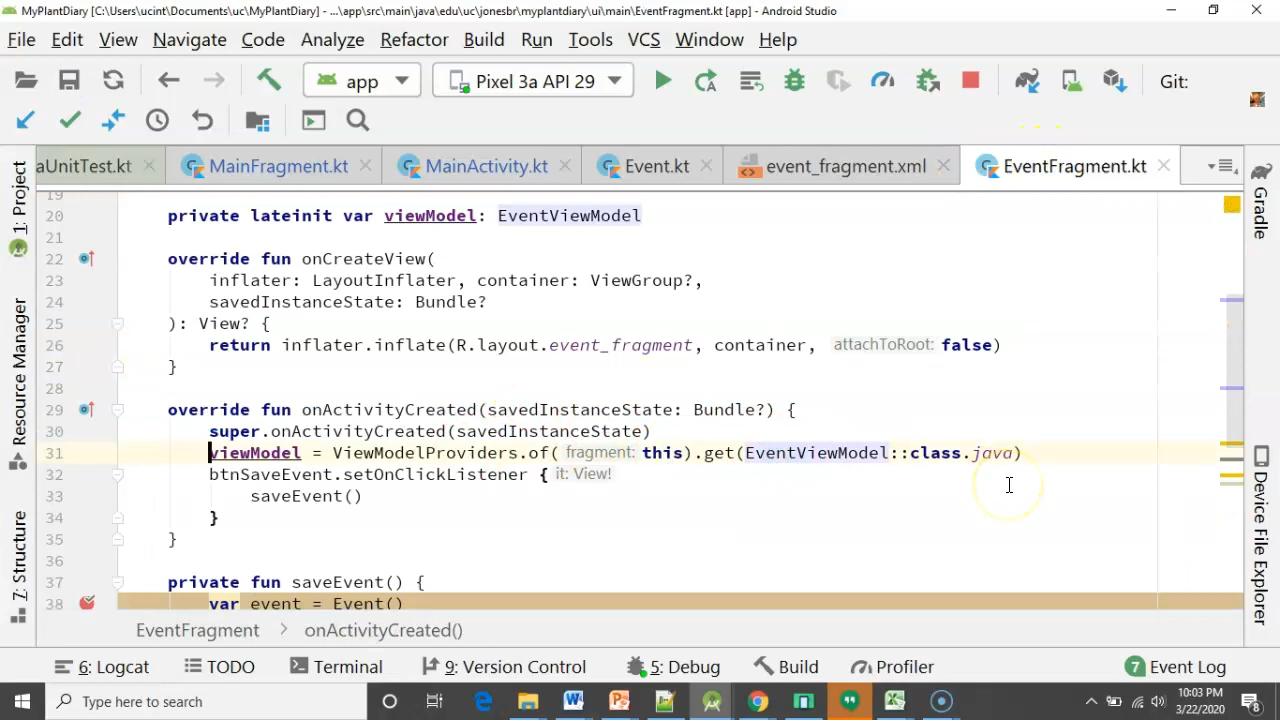 MyPlantDiary [C:\Users\ucint\Documents\uc\MyPlantDiary] - ...\app\src\main\java\edu\uc\jonesbr\myplantdiary\ui\main\EventFragment.kt [app] - Android Studio
File Edit View Navigate Code Analyze Refactor Build Run Tools VCS Window Help
app Pixel 3a API 29 Git:
aUnitTest.kt MainFragment.kt MainActivity.kt Event.kt event_fragment.xml EventFragment.kt
1: Project
Resource Manager
7: Structure
19
20 private lateinit var viewModel: EventViewModel
21
22 override fun onCreateView(
23 inflater: LayoutInflater, container: ViewGroup?,
24 savedInstanceState: Bundle?
25 ): View? {
26 return inflater.inflate(R.layout.event_fragment, container, attachToRoot: false)
27 }
28
29 override fun onActivityCreated(savedInstanceState: Bundle?) {
30 super.onActivityCreated(savedInstanceState)
31 viewModel = ViewModelProviders.of( fragment: this).get(EventViewModel::class.java)
32 btnSaveEvent.setOnClickListener { it: View!
33 saveEvent()
34 }
35 }
36
37 private fun saveEvent() {
38 var event = Event()
Gradle
Device File Explorer
EventFragment > onActivityCreated()
6: Logcat TODO Terminal 9: Version Control 5: Debug Build Profiler 7 Event Log
Type here to search
10:03 PM
3/22/2020
8